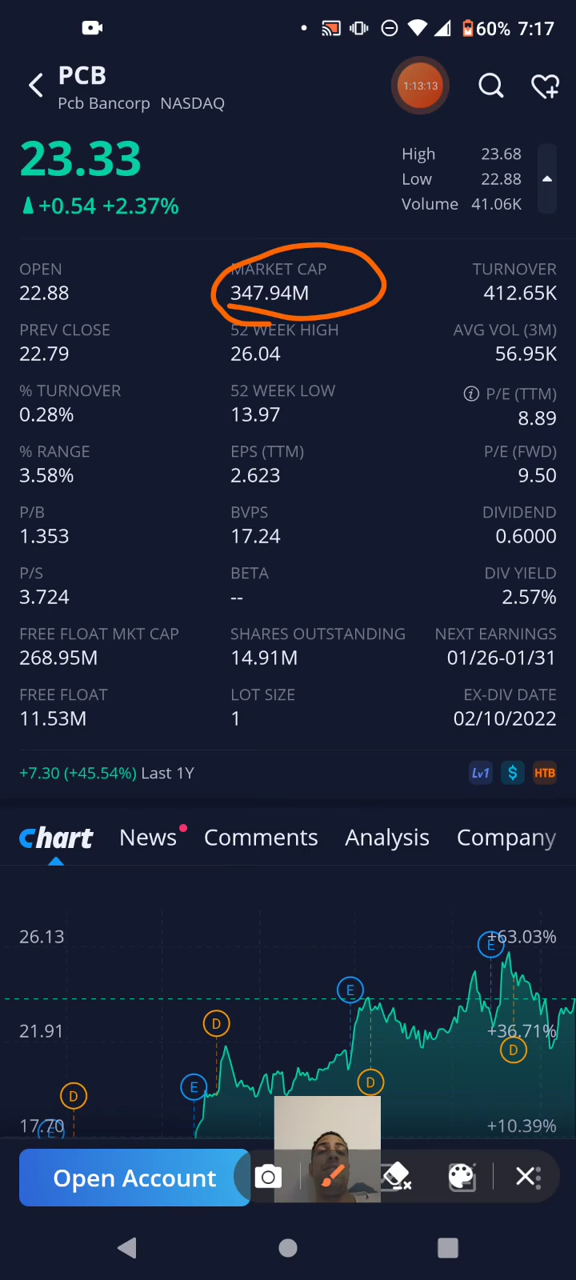 60% 7:17
PCB
Pcb Bancorp NASDAQ
1:13:13
23.33
+0.54 +2.37%
High 23.68
Low 22.88
Volume 41.06K
OPEN MARKET CAP TURNOVER
22.88 347.94M 412.65K
PREV CLOSE 52 WEEK HIGH AVG VOL (3M)
22.79 26.04 56.95K
% TURNOVER 52 WEEK LOW P/E (TTM)
0.28% 13.97 8.89
% RANGE EPS (TTM) P/E (FWD)
3.58% 2.623 9.50
P/B BVPS DIVIDEND
1.353 17.24 0.6000
P/S BETA DIV YIELD
3.724 -- 2.57%
FREE FLOAT MKT CAP SHARES OUTSTANDING NEXT EARNINGS
268.95M 14.91M 01/26-01/31
FREE FLOAT LOT SIZE EX-DIV DATE
11.53M 1 02/10/2022
+7.30 (+45.54%) Last 1Y Lv1 $ HTB
Chart News Comments Analysis Company
26.13 +63.03%
E
E
D
21.91 +36.71%
D
E
D
D
17.70 +10.39%
E
Open Account